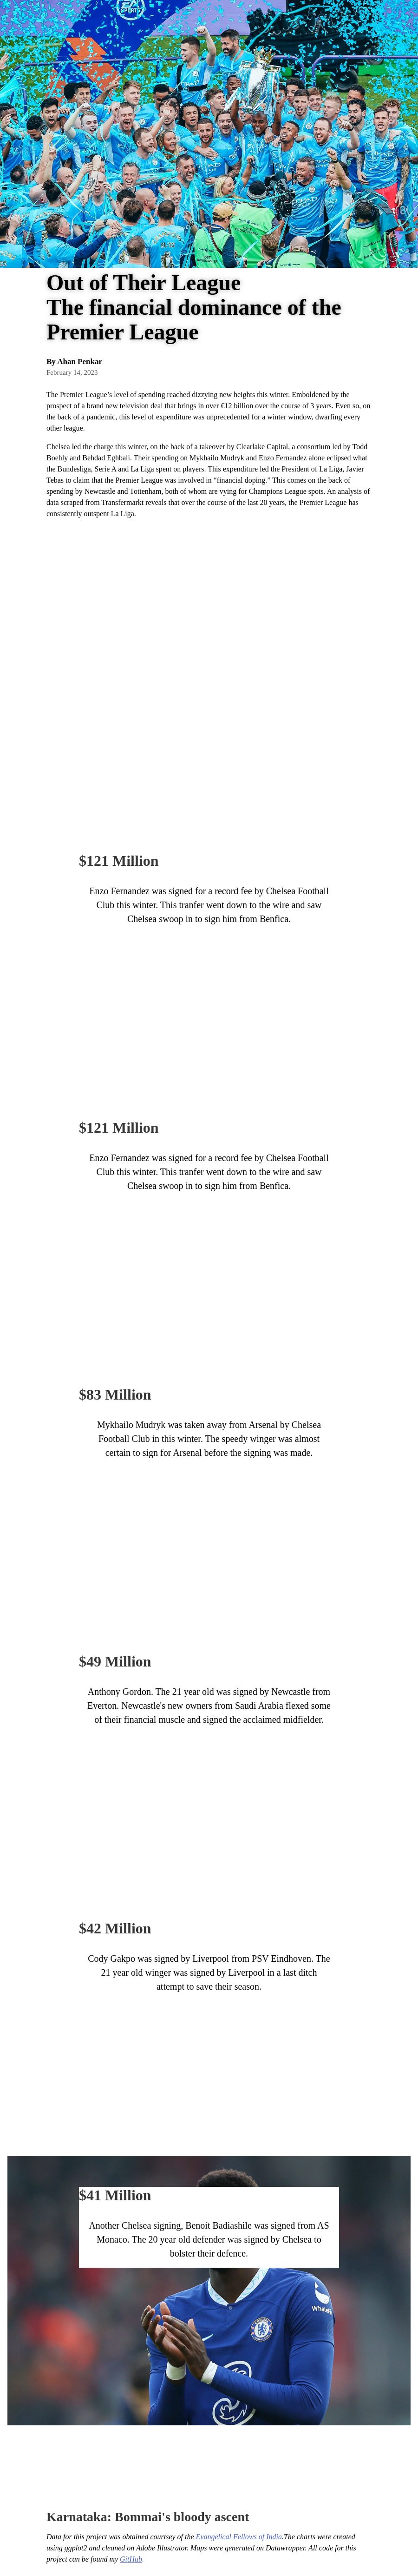 EA
SPORTS
Out of Their League
The financial dominance of the
Premier League
By Ahan Penkar
February 14, 2023
The Premier League's level of spending reached dizzying new heights this winter. Emboldened by the
prospect of a brand new television deal that brings in over €12 billion over the course of 3 years. Even so, on
the back of a pandemic, this level of expenditure was unprecedented for a winter window, dwarfing every
other league.
Chelsea led the charge this winter, on the back of a takeover by Clearlake Capital, a consortium led by Todd
Boehly and Behdad Eghbali. Their spending on Mykhailo Mudryk and Enzo Fernandez alone eclipsed what
the Bundesliga, Serie A and La Liga spent on players. This expenditure led the President of La Liga, Javier
Tebas to claim that the Premier League was involved in "financial doping." This comes on the back of
spending by Newcastle and Tottenham, both of whom are vying for Champions League spots. An analysis of
data scraped from Transfermarkt reveals that over the course of the last 20 years, the Premier League has
consistently outspent La Liga.
$121 Million
Enzo Fernandez was signed for a record fee by Chelsea Football
Club this winter. This tranfer went down to the wire and saw
Chelsea swoop in to sign him from Benfica.
$121 Million
Enzo Fernandez was signed for a record fee by Chelsea Football
Club this winter. This tranfer went down to the wire and saw
Chelsea swoop in to sign him from Benfica.
$83 Million
Mykhailo Mudryk was taken away from Arsenal by Chelsea
Football Club in this winter. The speedy winger was almost
certain to sign for Arsenal before the signing was made.
$49 Million
Anthony Gordon. The 21 year old was signed by Newcastle from
Everton. Newcastle's new owners from Saudi Arabia flexed some
of their financial muscle and signed the acclaimed midfielder.
$42 Million
Cody Gakpo was signed by Liverpool from PSV Eindhoven. The
21 year old winger was signed by Liverpool in a last ditch
attempt to save their season.
$41 Million
Another Chelsea signing, Benoit Badiashile was signed from AS
Monaco. The 20 year old defender was signed by Chelsea to
bolster their defence.
Karnataka: Bommai's bloody ascent
Data for this project was obtained courtsey of the Evangelical Fellows of India.The charts were created
using ggplot2 and cleaned on Adobe Illustrator. Maps were generated on Datawrapper. All code for this
project can be found my GitHub.